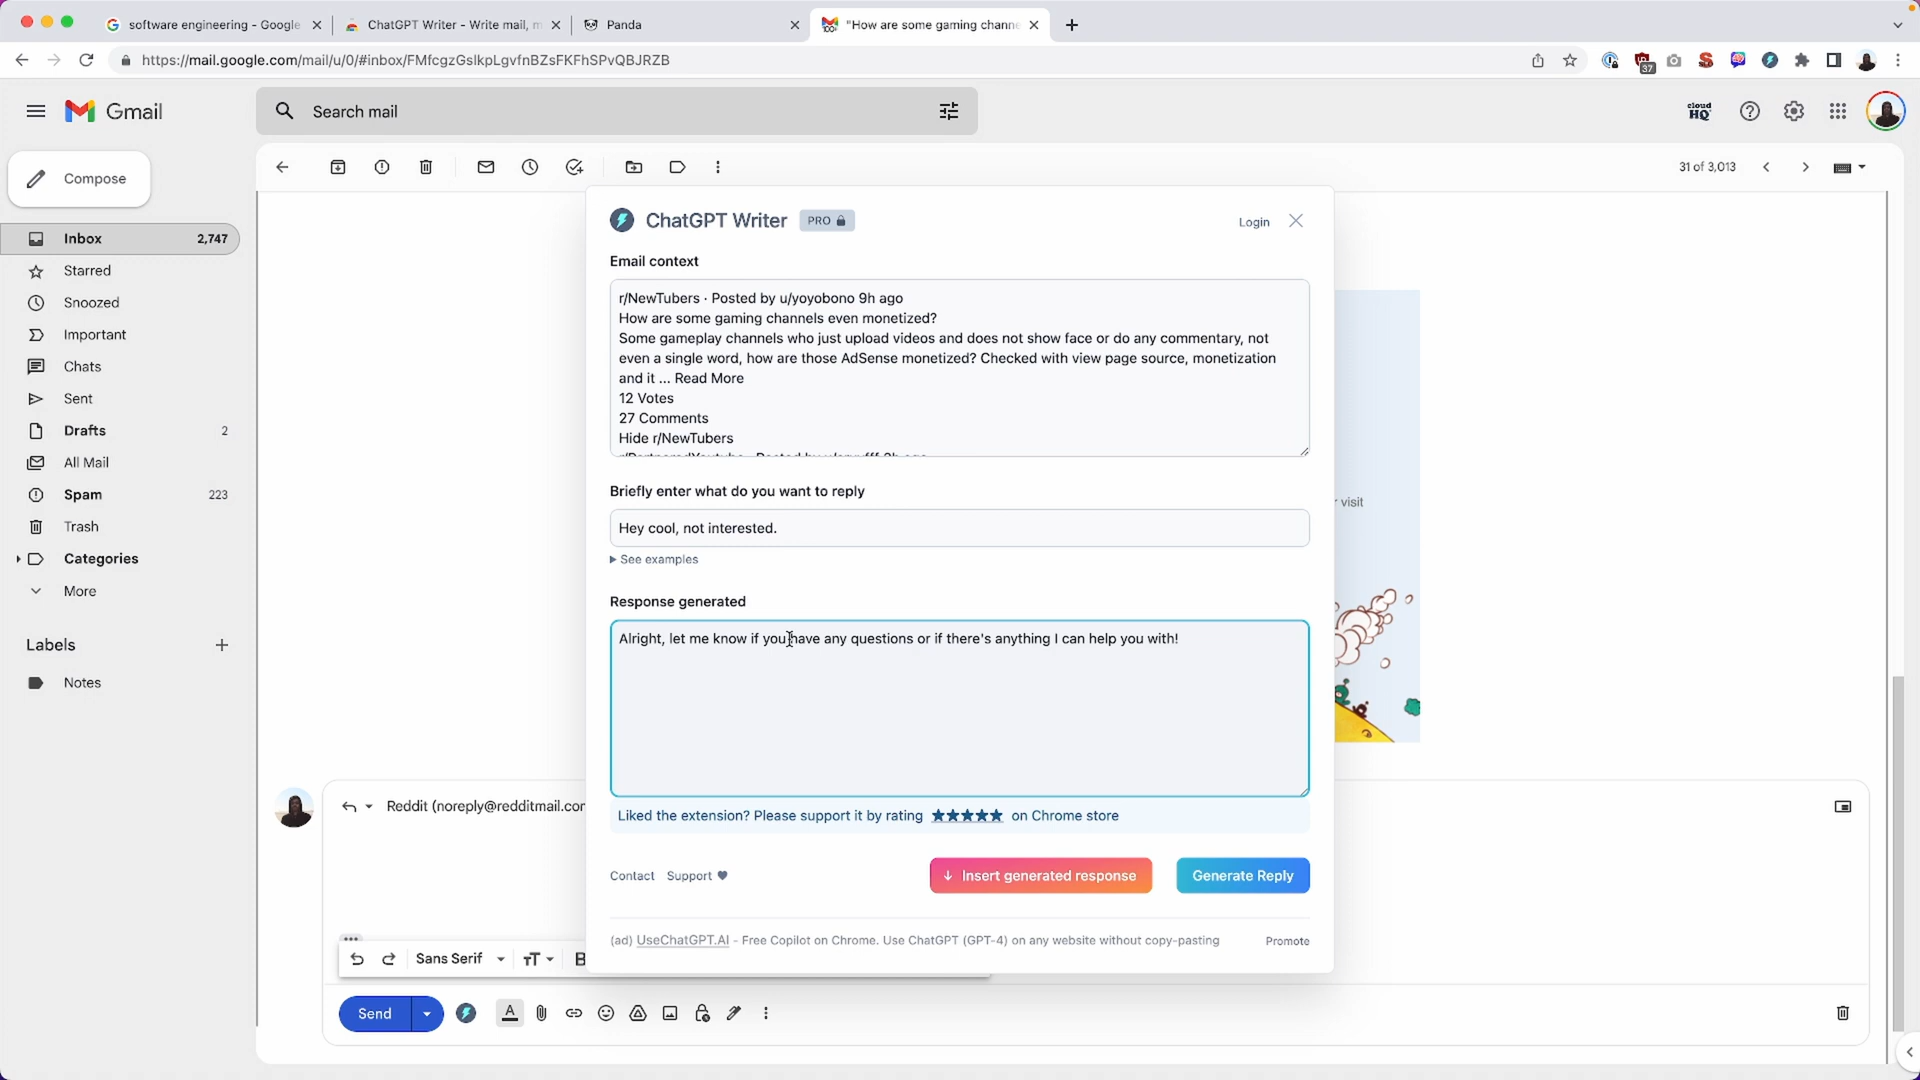 software engineering - Google
ChatGPT Writer - Write mail, m
Panda
"How are some gaming channe
https://mail.google.com/mail/u/0/#inbox/FMfcgzGslkpLgvfnBZsFKFhSPvQBJRZB
37
Gmail
Search mail
cloud
HQ
Compose
31 of 3,013
Inbox 2,747
Starred
Snoozed
Important
Chats
Sent
Drafts 2
All Mail
Spam 223
Trash
Categories
More
Labels
Notes
ChatGPT Writer PRO
Login
Email context
r/NewTubers · Posted by u/yoyobono 9h ago
How are some gaming channels even monetized?
Some gameplay channels who just upload videos and does not show face or do any commentary, not
even a single word, how are those AdSense monetized? Checked with view page source, monetization
and it ... Read More
12 Votes
27 Comments
Hide r/NewTubers
Briefly enter what do you want to reply
Hey cool, not interested.
See examples
Response generated
Alright, let me know if you have any questions or if there's anything I can help you with!
Liked the extension? Please support it by rating ★★★★★ on Chrome store
Contact Support
Insert generated response
Generate Reply
(ad) UseChatGPT.AI - Free Copilot on Chrome. Use ChatGPT (GPT-4) on any website without copy-pasting
Promote
visit
Reddit (noreply@redditmail.con
Sans Serif
Send